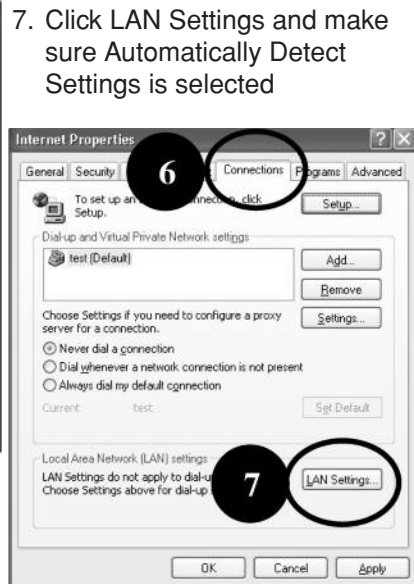 7. Click LAN Settings and make
sure Automatically Detect
Settings is selected
Internet Properties
6
General Security Connections Programs Advanced
To set up an click
Setup.
Setup...
Dial-up and Virtual Private Network settings
test (Default)
Add...
Remove
Choose Settings if you need to configure a proxy
server for a connection.
Settings...
Never dial a connection
Dial whenever a network connection is not present
Always dial my default connection
Current: test
Set Default
Local Area Network (LAN) settings
LAN Settings do not apply to
Choose Settings above for dial-up
7
LAN Settings...
OK Cancel Apply